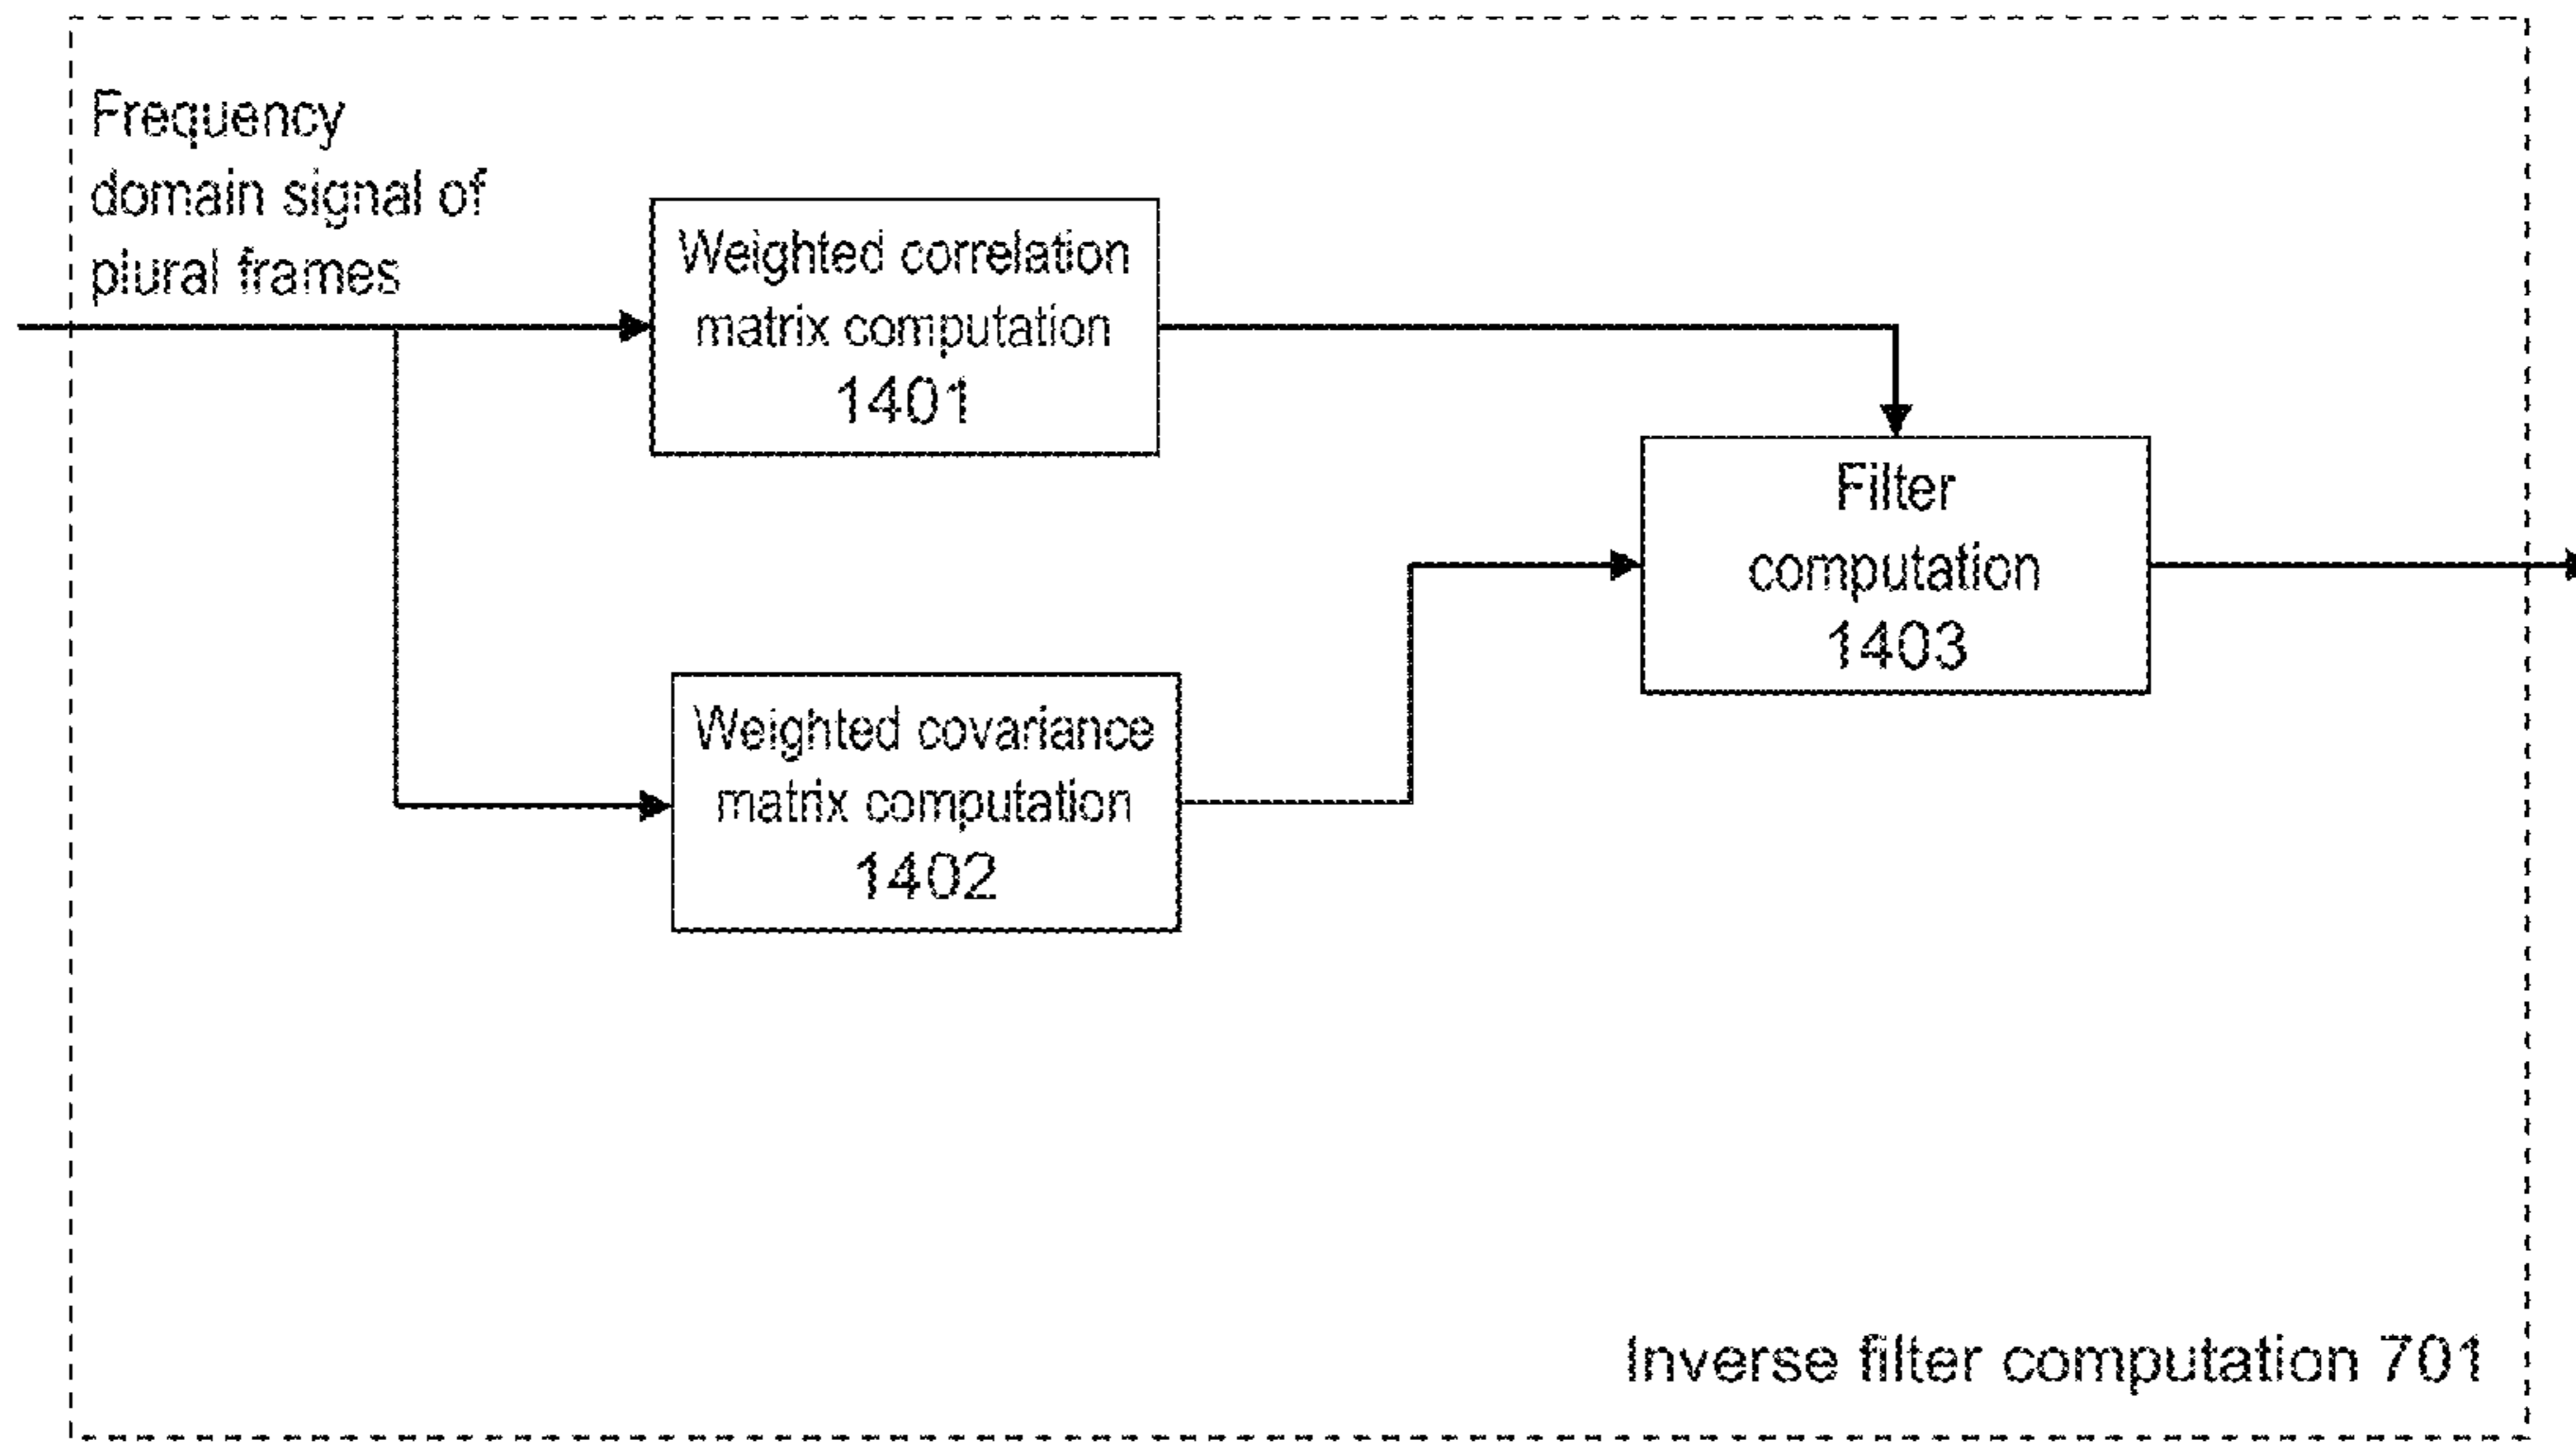 Frequency
domain signal of
plural frames
Weighted correlation
matrix computation
1401
Filter
computation
1403
Weighted covariance
matrix computation
1402
Inverse filter computation 701